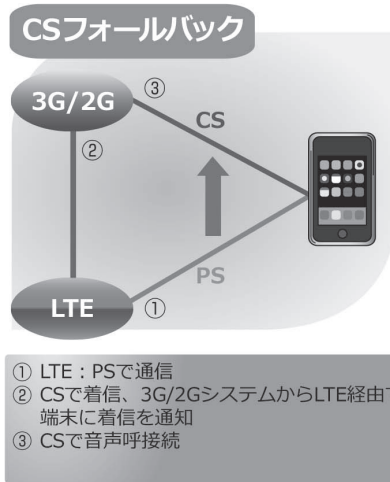 CSフォールバック
3G/2G
③
CS
②
PS
LTE
①
① LTE：PSで通信
② CSで着信、3G/2GシステムからLTE経由で
端末に着信を通知
③ CSで音声呼接続